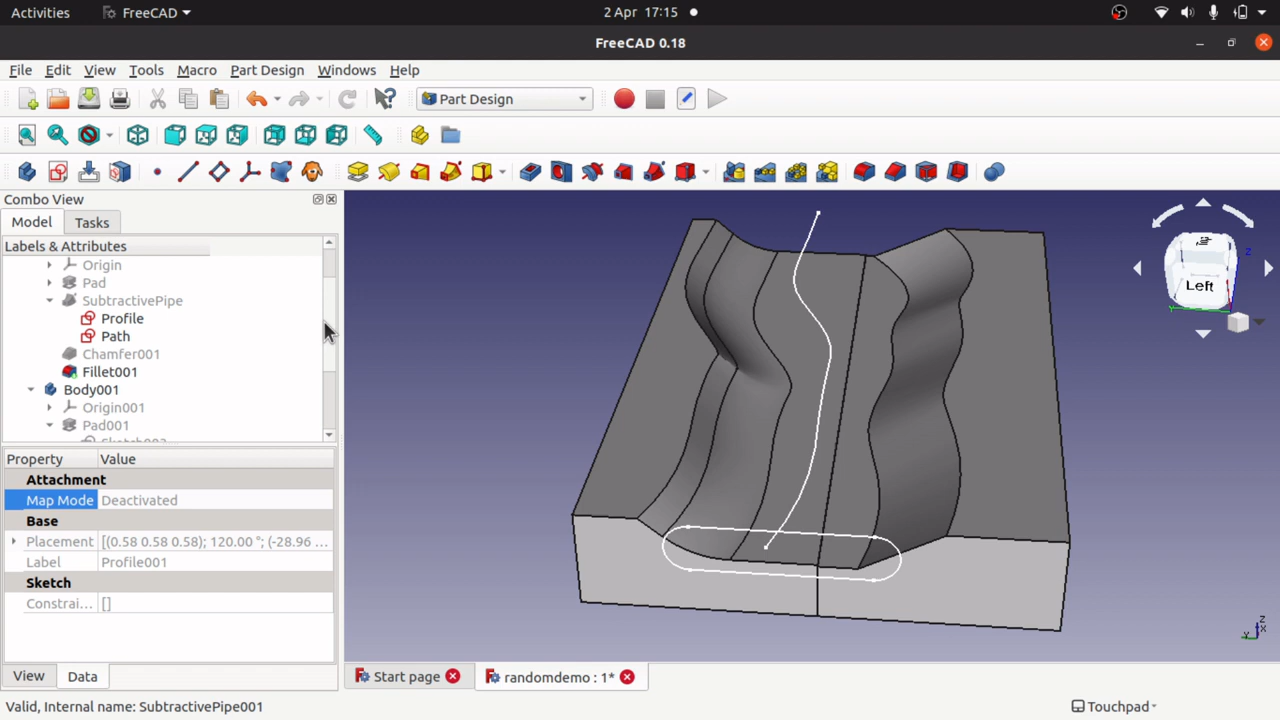 Activities FreeCAD 2 Apr 17:15
FreeCAD 0.18
File Edit View Tools Macro Part Design Windows Help
Part Design
Combo View
Model Tasks
Labels & Attributes
Origin
Pad
SubtractivePipe
Profile
Path
Chamfer001
Fillet001
Body001
Origin001
Pad001
Property Value
Attachment
Map Mode Deactivated
Base
Placement [(0.58 0.58 0.58); 120.00 °; (-28.96 ...
Label Profile001
Sketch
Constrai... []
View Data
Left
z
Z
X
Y
Start page randomdemo : 1*
Valid, Internal name: SubtractivePipe001 Touchpad